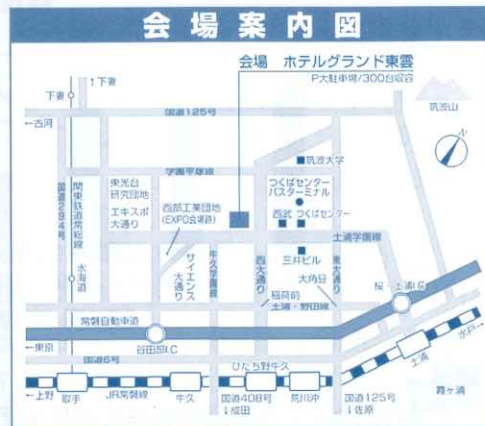 会場案内図
会場 ホテルグランド東雲
P大駐車場/300台収容
↑下妻
下妻
筑波山
←古河
国道125号
筑波大学
学園平塚線
東光台
研究団地
つくばセンター
バスターミナル
国道294号
関東鉄道常総線
エキスポ
大通り
西部工業団地
(EXPO会場跡)
西武
つくばセンター
土浦学園線
三井ビル
水海道
サイエンス
大通り
牛久学園線
西大通り
東大通り
大角豆
稲荷前
土浦・野田線
桜・土浦I.C
常磐自動車道
←東京
谷田部I.C
水戸→
国道6号
ひたち野牛久
土浦
←上野
取手
JR常磐線
牛久
荒川沖
霞ヶ浦
国道408号
↓成田
国道125号
↓佐原